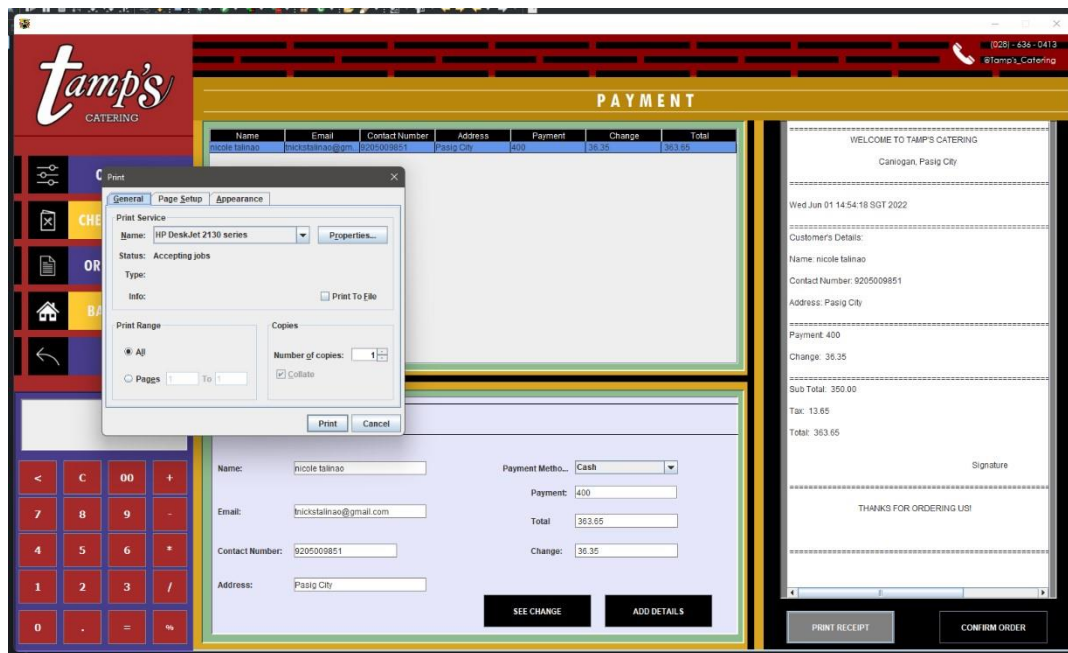 (028) - 636 - 0413
@Tamp's_Catering
tamp's
CATERING
PAYMENT
Name Email Contact Number Address Payment Change Total
nicole talinao tnickstalinao@gm... 9205009851 Pasig City 400 36.35 363.65
CHE
OR
BA
Print
General Page Setup Appearance
Print Service
Name: HP DeskJet 2130 series Properties...
Status: Accepting jobs
Type:
Info: Print To File
Print Range
All
Pages 1 To 1
Copies
Number of copies: 1
Collate
Print Cancel
< C 00 +
7 8 9 -
4 5 6 *
1 2 3 /
0 . = %
Name: nicole talinao
Email: tnickstalinao@gmail.com
Contact Number: 9205009851
Address: Pasig City
Payment Metho... Cash
Payment: 400
Total 363.65
Change: 36.35
SEE CHANGE ADD DETAILS
WELCOME TO TAMP'S CATERING
Caniogan, Pasig City
Wed Jun 01 14:54:18 SGT 2022
Customer's Details:
Name: nicole talinao
Contact Number: 9205009851
Address: Pasig City
Payment: 400
Change: 36.35
Sub Total: 350.00
Tax: 13.65
Total: 363.65
Signature
THANKS FOR ORDERING US!
PRINT RECEIPT CONFIRM ORDER